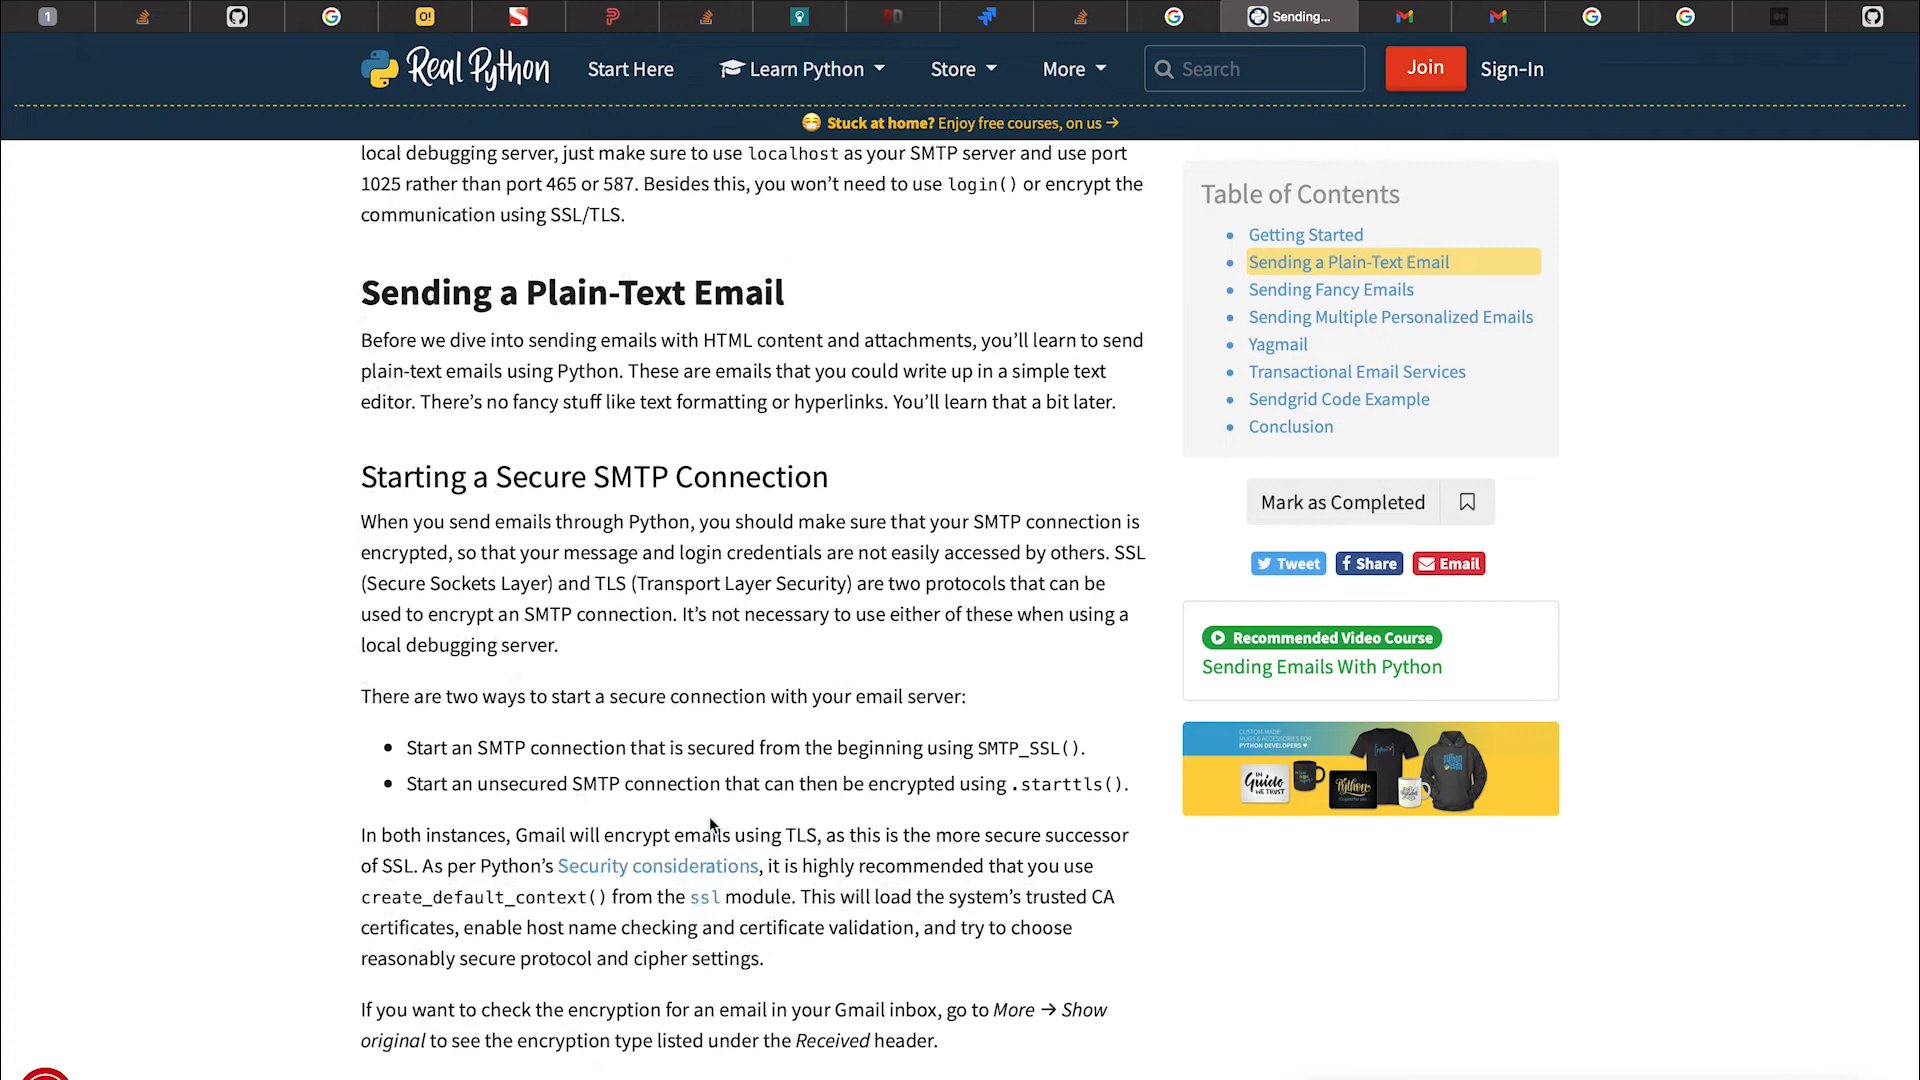 1
O!
Sending...
Real Python
Start Here
Learn Python
Store
More
Search
Join
Sign-In
Stuck at home? Enjoy free courses, on us →
local debugging server, just make sure to use localhost as your SMTP server and use port
1025 rather than port 465 or 587. Besides this, you won't need to use login() or encrypt the
communication using SSL/TLS.
Sending a Plain-Text Email
Before we dive into sending emails with HTML content and attachments, you'll learn to send
plain-text emails using Python. These are emails that you could write up in a simple text
editor. There's no fancy stuff like text formatting or hyperlinks. You'll learn that a bit later.
Starting a Secure SMTP Connection
When you send emails through Python, you should make sure that your SMTP connection is
encrypted, so that your message and login credentials are not easily accessed by others. SSL
(Secure Sockets Layer) and TLS (Transport Layer Security) are two protocols that can be
used to encrypt an SMTP connection. It's not necessary to use either of these when using a
local debugging server.
There are two ways to start a secure connection with your email server:
• Start an SMTP connection that is secured from the beginning using SMTP_SSL().
• Start an unsecured SMTP connection that can then be encrypted using .starttls().
In both instances, Gmail will encrypt emails using TLS, as this is the more secure successor
of SSL. As per Python's Security considerations, it is highly recommended that you use
create_default_context() from the ssl module. This will load the system's trusted CA
certificates, enable host name checking and certificate validation, and try to choose
reasonably secure protocol and cipher settings.
If you want to check the encryption for an email in your Gmail inbox, go to More → Show
original to see the encryption type listed under the Received header.
Table of Contents
• Getting Started
• Sending a Plain-Text Email
• Sending Fancy Emails
• Sending Multiple Personalized Emails
• Yagmail
• Transactional Email Services
• Sendgrid Code Example
• Conclusion
Mark as Completed
Tweet
Share
Email
Recommended Video Course
Sending Emails With Python
CUSTOM-MADE
MUGS & ACCESSORIES FOR
PYTHON DEVELOPERS
IN
Guido
WE TRUST
Python